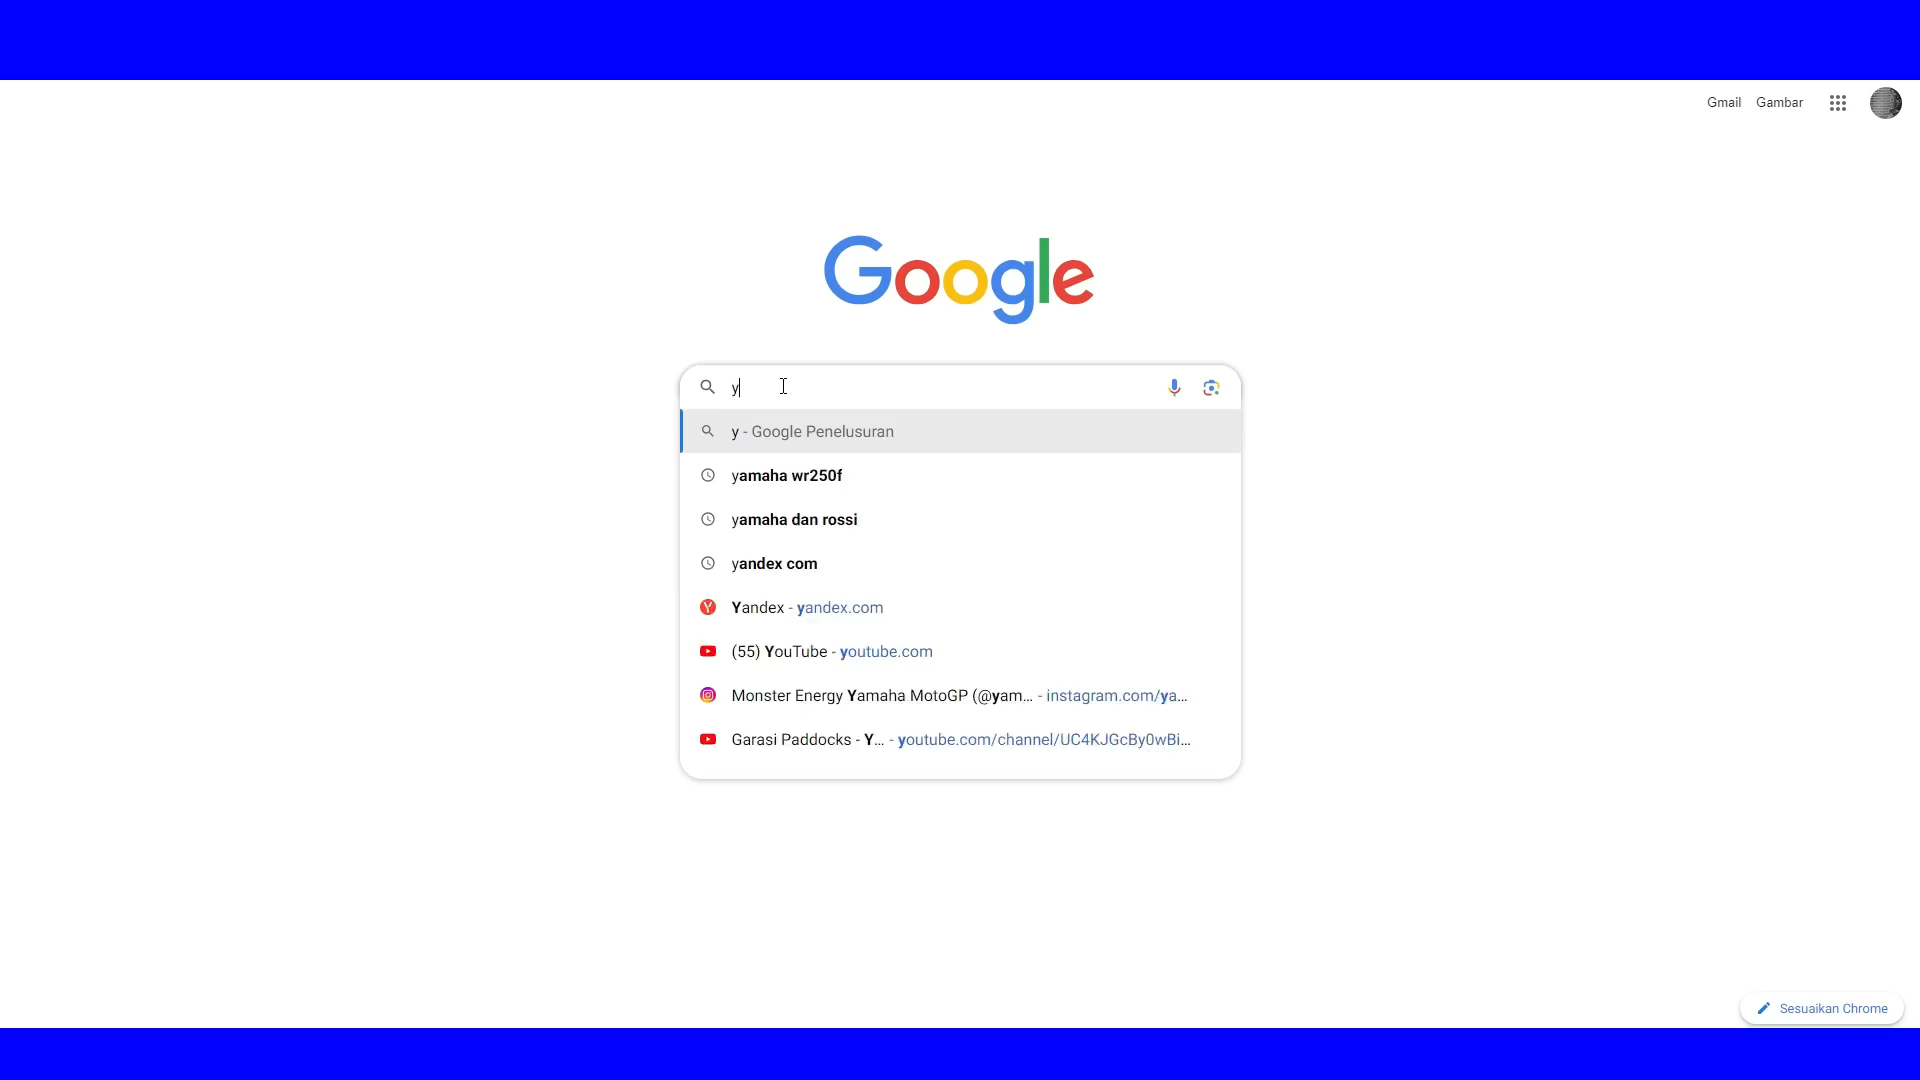 Gmail Gambar
Google
y
y - Google Penelusuran
yamaha wr250f
yamaha dan rossi
yandex com
Yandex - yandex.com
(55) YouTube - youtube.com
Monster Energy Yamaha MotoGP (@yam... - instagram.com/ya...
Garasi Paddocks - Y... - youtube.com/channel/UC4KJGcBy0wBi...
Sesuaikan Chrome